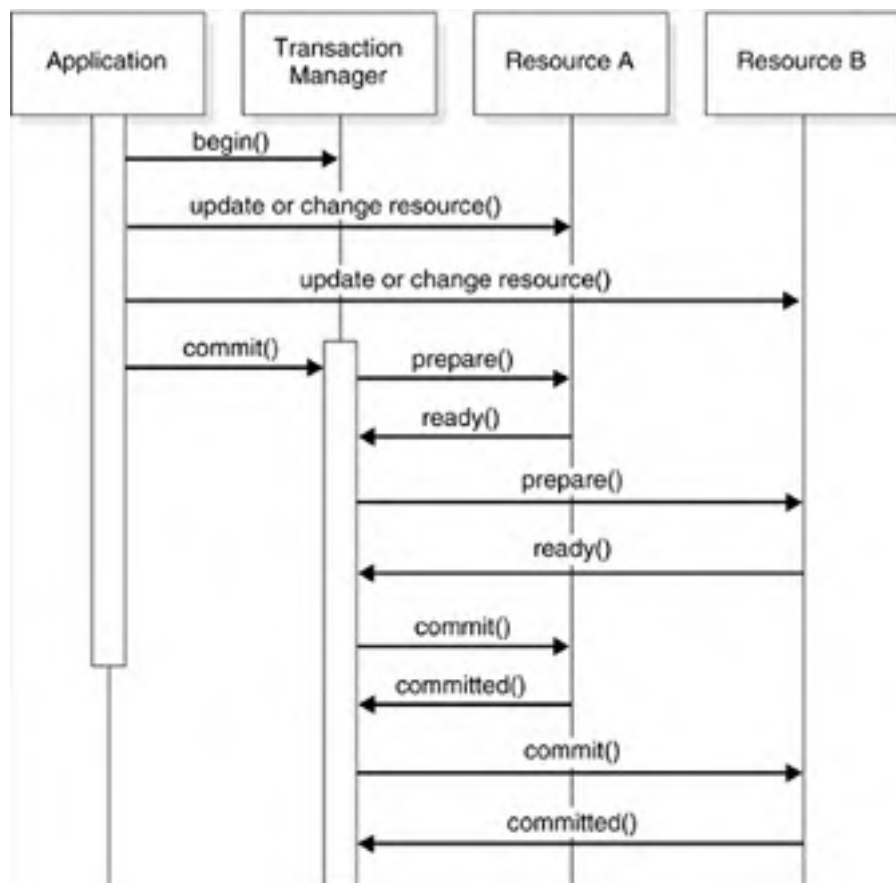 Application
Transaction
Manager
Resource A
Resource B
begin()
update or change resource()
update or change resource()
commit()
prepare()
ready()
prepare()
ready()
commit()
committed()
commit()
committed()